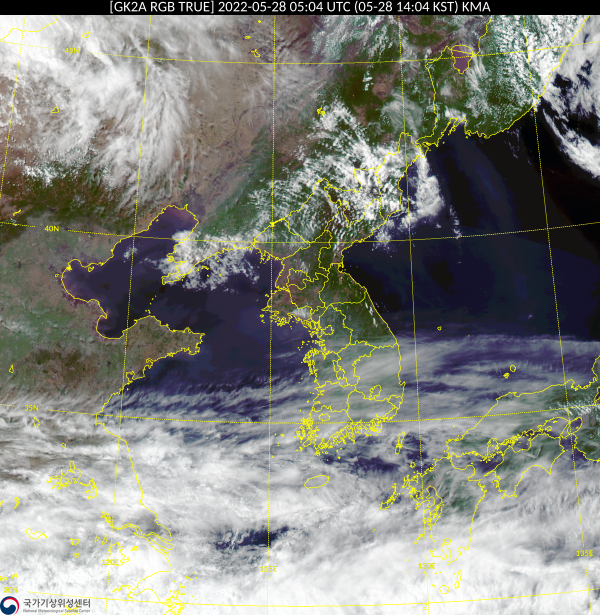 [GK2A RGB TRUE] 2022-05-28 05:04 UTC (05-28 14:04 KST) KMA
40N
35N
135E
국가기상위성센터
National Meteorological Satellite Center